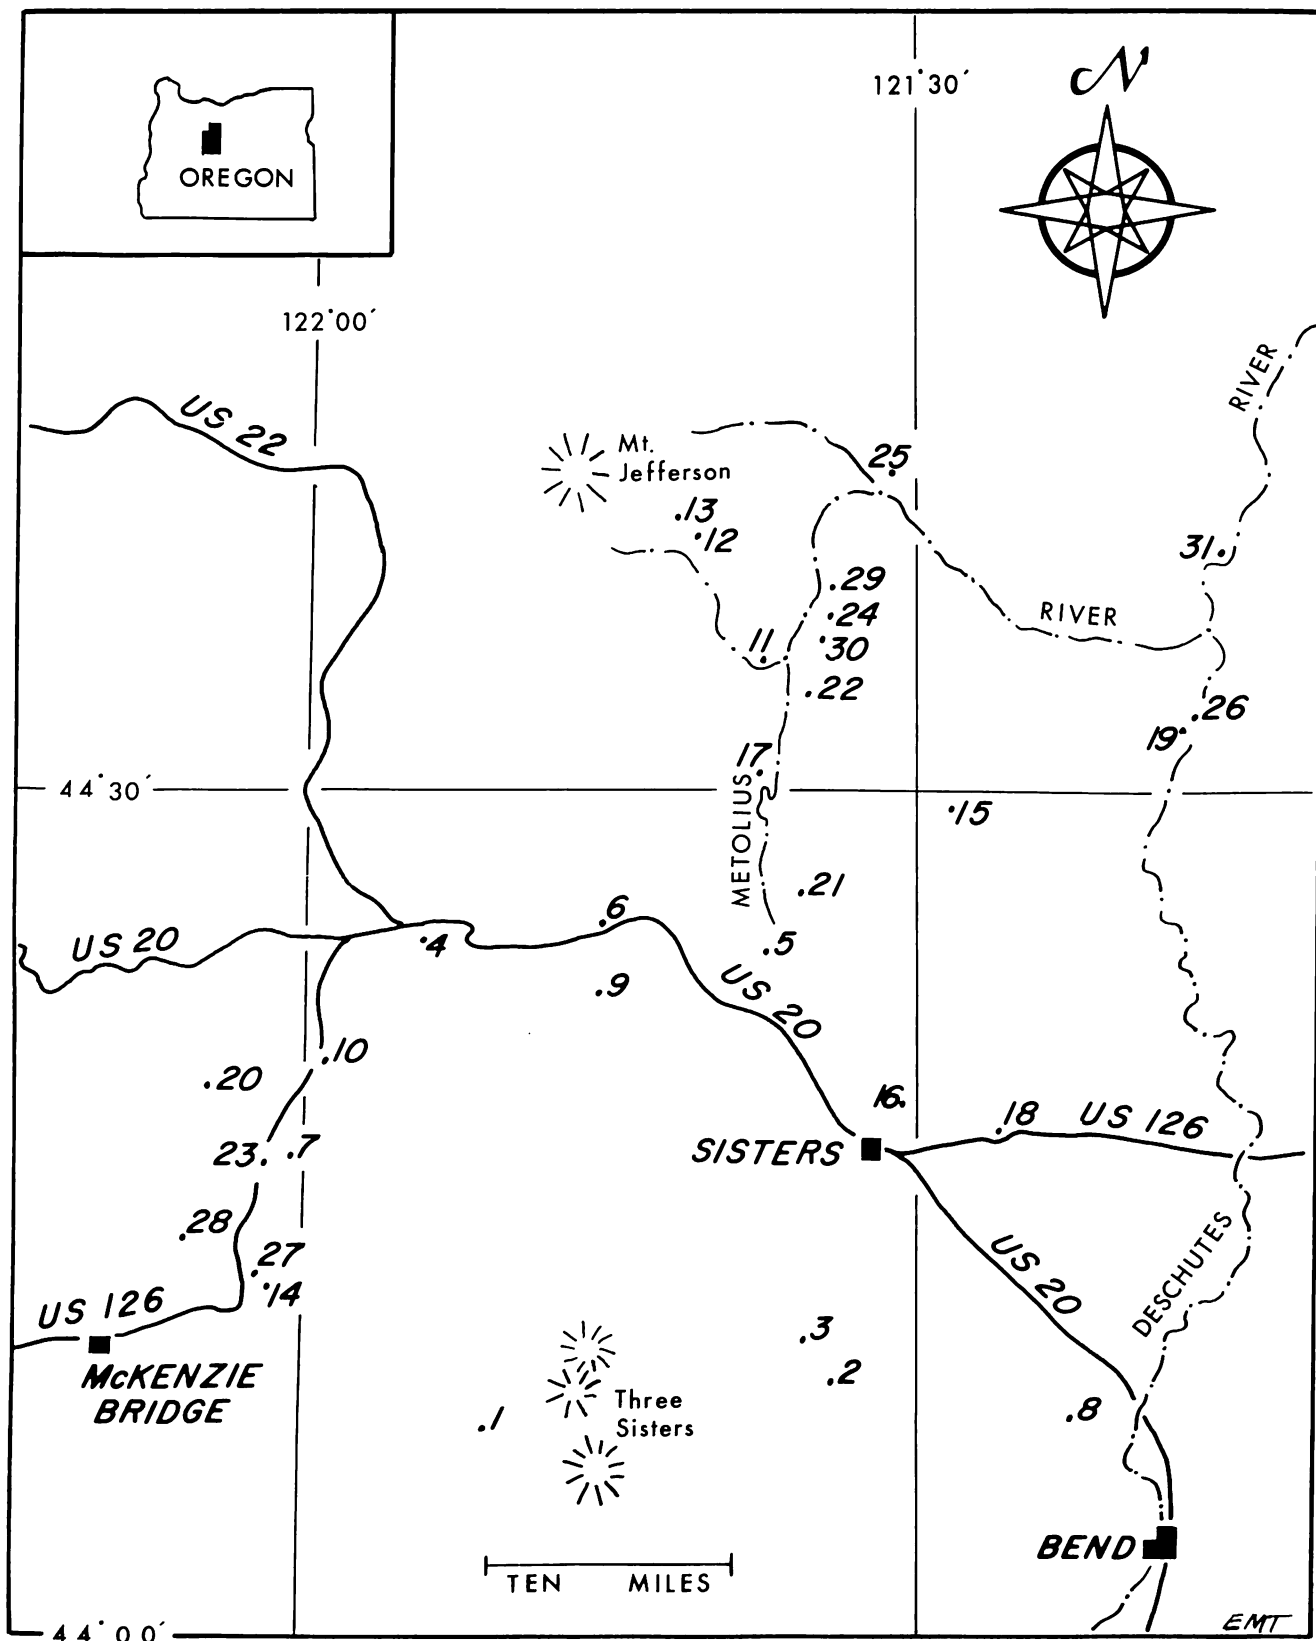 N
121°30´
OREGON
122°00´
RIVER
US 22
Mt.
Jefferson
25
.13
.12
31.
.29
RIVER
.24
11
.30
.22
.26
19.
17
44°30´
.15
METOLIUS
.21
.6
US 20
.4
.5
.9
US 20
.10
.20
16.
.18
US 126
23.
.7
SISTERS
.28
DESCHUTES
.27
US 20
.14
US 126
.3
McKENZIE
BRIDGE
.2
Three
Sisters
.1
.8
BEND
TEN MILES
EMT
44°00´